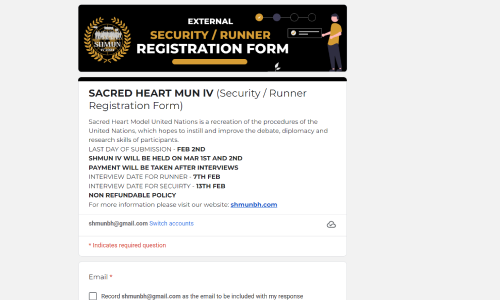 EXTERNAL
SECURITY / RUNNER
REGISTRATION FORM
SHMUN
SACRED HEART MUN IV (Security / Runner
Registration Form)
Sacred Heart Model United Nations is a recreation of the procedures of the
United Nations, which hopes to instill and improve the debate, diplomacy and
research skills of participants.
LAST DAY OF SUBMISSION - FEB 2ND
SHMUN IV WILL BE HELD ON MAR 1ST AND 2ND
PAYMENT WILL BE TAKEN AFTER INTERVIEWS
INTERVIEW DATE FOR RUNNER - 7TH FEB
INTERVIEW DATE FOR SECUIRTY - 13TH FEB
NON REFUNDABLE POLICY
For more information please visit our website: shmunbh.com
shmunbh@gmail.com Switch accounts
* Indicates required question
Email *
Record shmunbh@gmail.com as the email to be included with my response